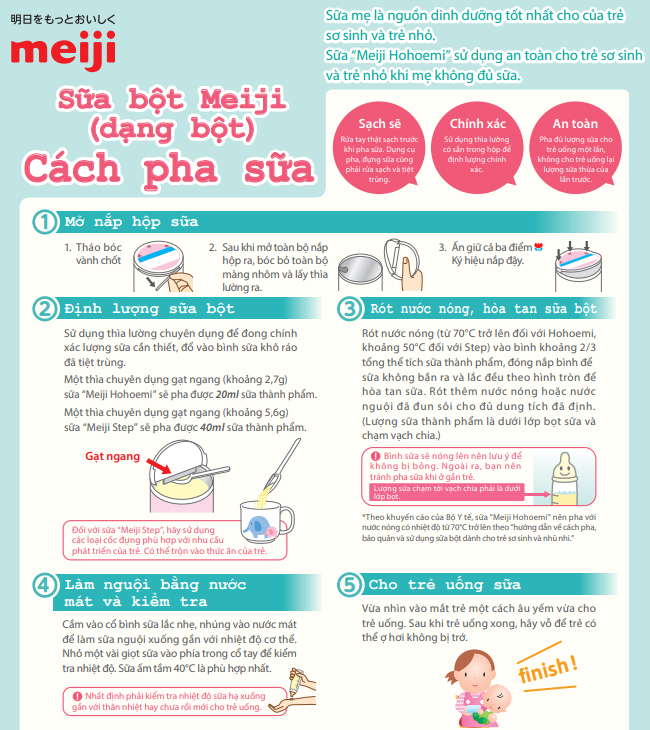 明日をもっとおいしく
meiji
Sữa mẹ là nguồn dinh dưỡng tốt nhất cho của trẻ
sơ sinh và trẻ nhỏ.
Sữa “Meiji Hohoemi” sử dụng an toàn cho trẻ sơ sinh
và trẻ nhỏ khi mẹ không đủ sữa.
Sữa bột Meiji
(dạng bột)
Cách pha sữa
Sạch sẽ
Rửa tay thật sạch trước
khi pha sữa. Dụng cụ
pha, đựng sữa cũng
phải rửa sạch và tiệt
trùng.
Chính xác
Sử dụng thìa lường
có sẵn trong hộp để
định lượng chính
xác.
An toàn
Pha đủ lượng sữa cho
trẻ uống một lần,
không cho trẻ uống lại
lượng sữa thừa của
lần trước.
1 Mở nắp hộp sữa
1. Tháo bóc
vành chốt
2. Sau khi mở toàn bộ nắp
hộp ra, bóc bỏ toàn bộ
màng nhôm và lấy thìa
lường ra.
3. Ấn giữ cả ba điểm
Ký hiệu nắp đậy.
2 Định lượng sữa bột
Sử dụng thìa lường chuyên dụng để đong chính
xác lượng sữa cần thiết, đổ vào bình sữa khô ráo
đã tiệt trùng.
Một thìa chuyên dụng gạt ngang (khoảng 2,7g)
sữa “Meiji Hohoemi” sẽ pha được 20ml sữa thành phẩm.
Một thìa chuyên dụng gạt ngang (khoảng 5,6g)
sữa “Meiji Step” sẽ pha được 40ml sữa thành phẩm.
Gạt ngang
Đối với sữa “Meiji Step”, hãy sử dụng
các loại cốc đựng phù hợp với nhu cầu
phát triển của trẻ. Có thể trộn vào thức ăn của trẻ.
3 Rót nước nóng, hòa tan sữa bột
Rót nước nóng (từ 70°C trở lên đối với Hohoemi,
khoảng 50°C đối với Step) vào bình khoảng 2/3
tổng thể tích sữa thành phẩm, đóng nắp bình để
sữa không bắn ra và lắc đều theo hình tròn để
hòa tan sữa. Rót thêm nước nóng hoặc nước
nguội đã đun sôi cho đủ dung tích đã định.
(Lượng sữa thành phẩm là dưới lớp bọt sữa và
chạm vạch chia.)
! Bình sữa sẽ nóng lên nên lưu ý để
không bị bỏng. Ngoài ra, bạn nên
tránh pha sữa khi ở gần trẻ.
Lượng sữa chạm tới vạch chia phải là dưới
lớp bọt.
*Theo khuyến cáo của Bộ Y tế, sữa “Meiji Hohoemi” nên pha với
nước nóng có nhiệt độ từ 70°C trở lên theo “hướng dẫn về cách pha,
bảo quản và sử dụng sữa bột dành cho trẻ sơ sinh và nhũ nhi.”
4 Làm nguội bằng nước
mát và kiểm tra
Cầm vào cổ bình sữa lắc nhẹ, nhúng vào nước mát
để làm sữa nguội xuống gần với nhiệt độ cơ thể.
Nhỏ một vài giọt sữa vào phía trong cổ tay để kiểm
tra nhiệt độ. Sữa ấm tầm 40°C là phù hợp nhất.
! Nhất định phải kiểm tra nhiệt độ sữa hạ xuống
gần với thân nhiệt hay chưa rồi mới cho trẻ uống.
5 Cho trẻ uống sữa
Vừa nhìn vào mắt trẻ một cách âu yếm vừa cho
trẻ uống. Sau khi trẻ uống xong, hãy vỗ để trẻ có
thể ợ hơi không bị trớ.
finish!